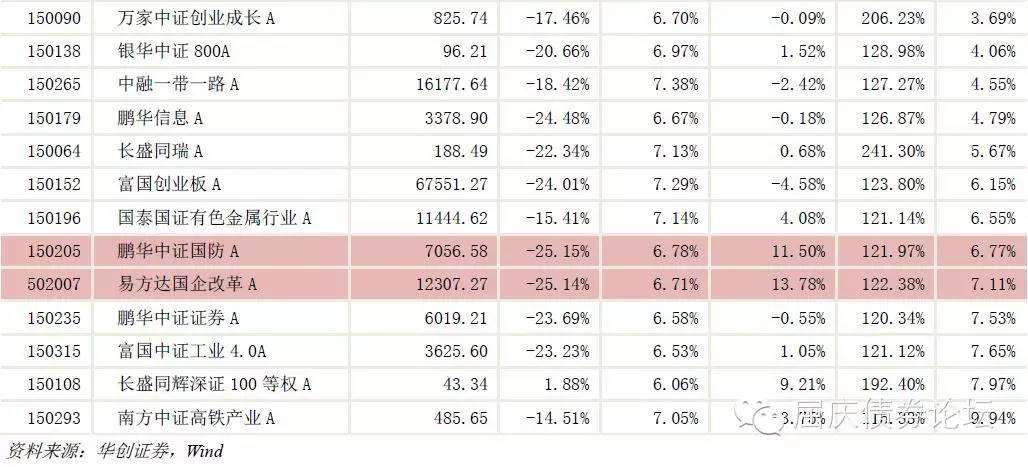 150090 万家中证创业成长 A 825.74 -17.46% 6.70% -0.09% 206.23% 3.69%
150138 银华中证 800A 96.21 -20.66% 6.97% 1.52% 128.98% 4.06%
150265 中融一带一路 A 16177.64 -18.42% 7.38% -2.42% 127.27% 4.55%
150179 鹏华信息 A 3378.90 -24.48% 6.67% -0.18% 126.87% 4.79%
150064 长盛同瑞 A 188.49 -22.34% 7.13% 0.68% 241.30% 5.67%
150152 富国创业板 A 67551.27 -24.01% 7.29% -4.58% 123.80% 6.15%
150196 国泰国证有色金属行业 A 11444.62 -15.41% 7.14% 4.08% 121.14% 6.55%
150205 鹏华中证国防 A 7056.58 -25.15% 6.78% 11.50% 121.97% 6.77%
502007 易方达国企改革 A 12307.27 -25.14% 6.71% 13.78% 122.38% 7.11%
150235 鹏华中证证券 A 6019.21 -23.69% 6.58% -0.55% 120.34% 7.53%
150315 富国中证工业 4.0A 3625.60 -23.23% 6.53% 1.05% 121.12% 7.65%
150108 长盛同辉深证 100 等权 A 43.34 1.88% 6.06% 9.21% 192.40% 7.97%
150293 南方中证高铁产业 A 485.65 -14.51% 7.05% 9.94%
屈庆债券论坛
资料来源：华创证券，Wind